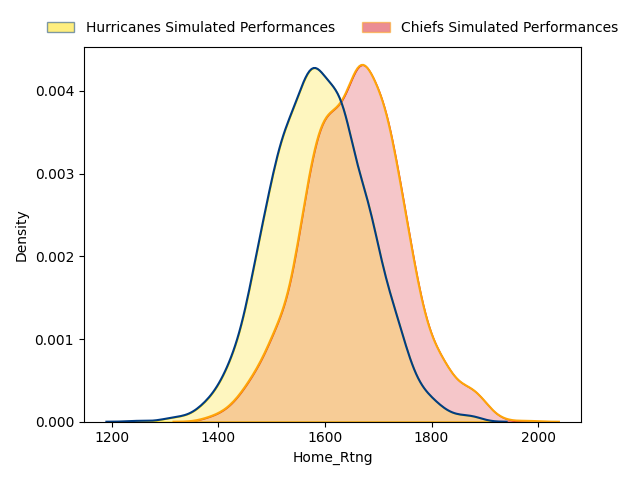 Hurricanes Simulated Performances Chiefs Simulated Performances
0.004
0.003
0.002
0.001
0.000
Density
1200 1400 1600 1800 2000
Home_Rtng